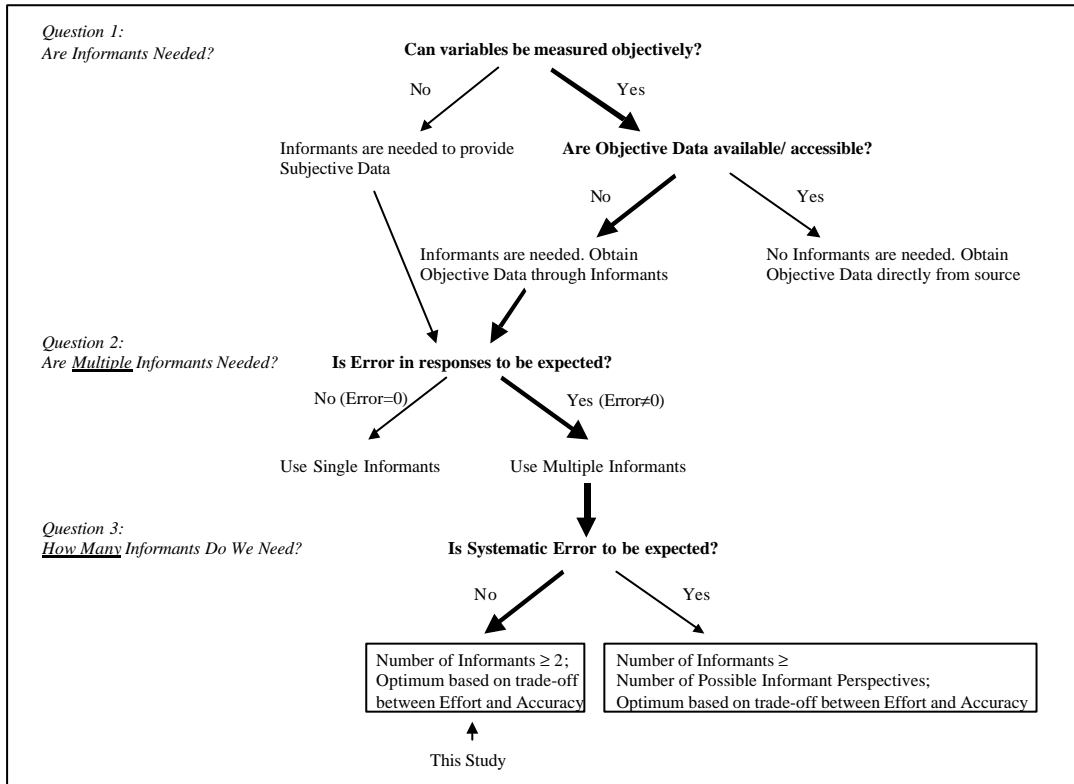 Question 1:
Are Informants Needed?
Can variables be measured objectively?
No
Yes
Informants are needed to provide
Subjective Data
Are Objective Data available/ accessible?
No
Yes
Informants are needed. Obtain
Objective Data through Informants
No Informants are needed. Obtain
Objective Data directly from source
Question 2:
Are Multiple Informants Needed?
Is Error in responses to be expected?
No (Error=0)
Yes (Error≠0)
Use Single Informants
Use Multiple Informants
Question 3:
How Many Informants Do We Need?
Is Systematic Error to be expected?
No
Yes
Number of Informants ≥ 2;
Optimum based on trade-off
between Effort and Accuracy
Number of Informants ≥
Number of Possible Informant Perspectives;
Optimum based on trade-off between Effort and Accuracy
This Study